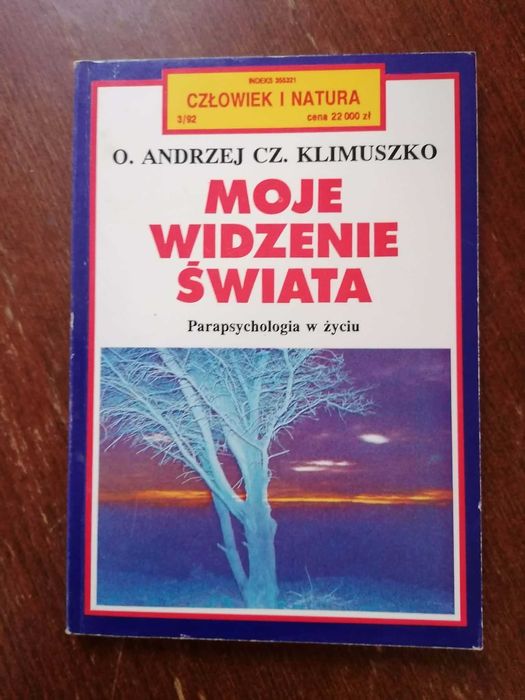 INDEKS 355321
CZŁOWIEK I NATURA
3/92 cena 22 000 zł
O. ANDRZEJ CZ. KLIMUSZKO
MOJE
WIDZENIE
ŚWIATA
Parapsychologia w życiu